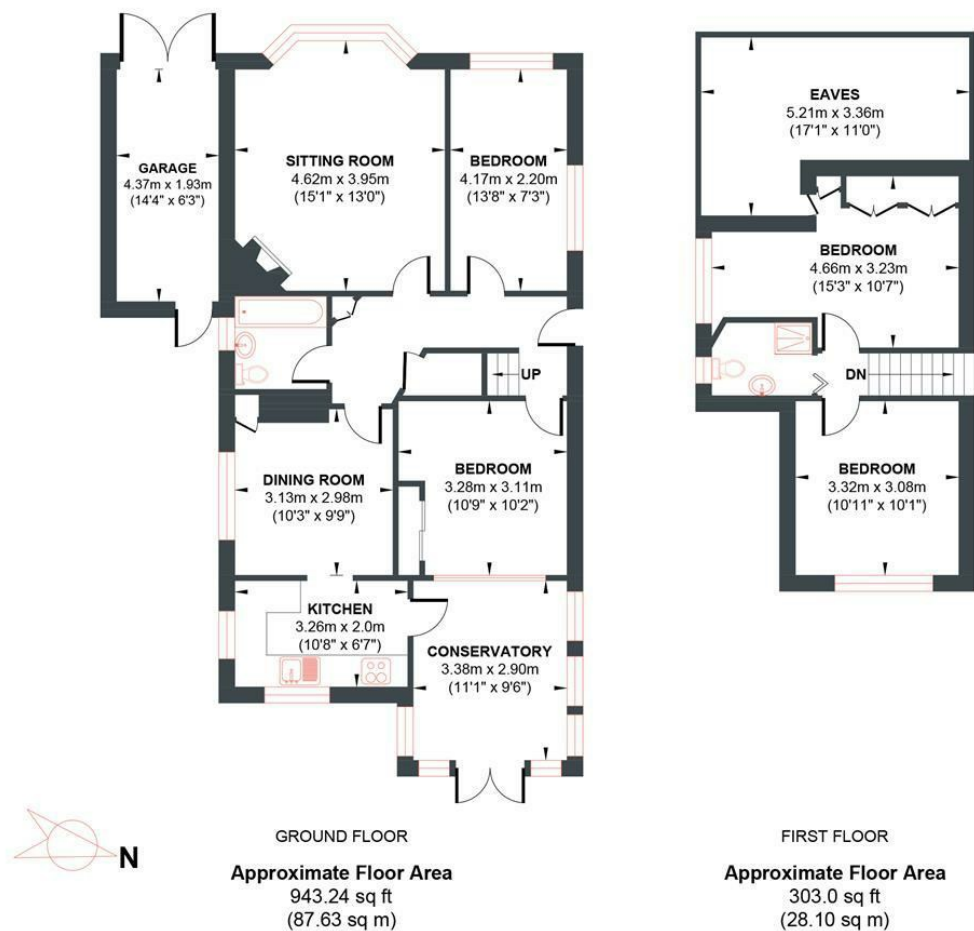 GARAGE
4.37m x 1.93m
(14'4" x 6'3")
SITTING ROOM
4.62m x 3.95m
(15'1" x 13'0")
BEDROOM
4.17m x 2.20m
(13'8" x 7'3")
UP
DINING ROOM
3.13m x 2.98m
(10'3" x 9'9")
BEDROOM
3.28m x 3.11m
(10'9" x 10'2")
KITCHEN
3.26m x 2.0m
(10'8" x 6'7")
CONSERVATORY
3.38m x 2.90m
(11'1" x 9'6")
N
GROUND FLOOR
Approximate Floor Area
943.24 sq ft
(87.63 sq m)
EAVES
5.21m x 3.36m
(17'1" x 11'0")
BEDROOM
4.66m x 3.23m
(15'3" x 10'7")
DN
BEDROOM
3.32m x 3.08m
(10'11" x 10'1")
FIRST FLOOR
Approximate Floor Area
303.0 sq ft
(28.10 sq m)